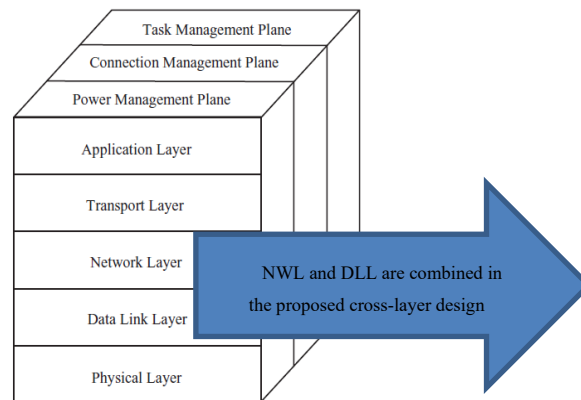 Task Management Plane
Connection Management Plane
Power Management Plane
Application Layer
Transport Layer
Network Layer
NWL and DLL are combined in
the proposed cross-layer design
Data Link Layer
Physical Layer